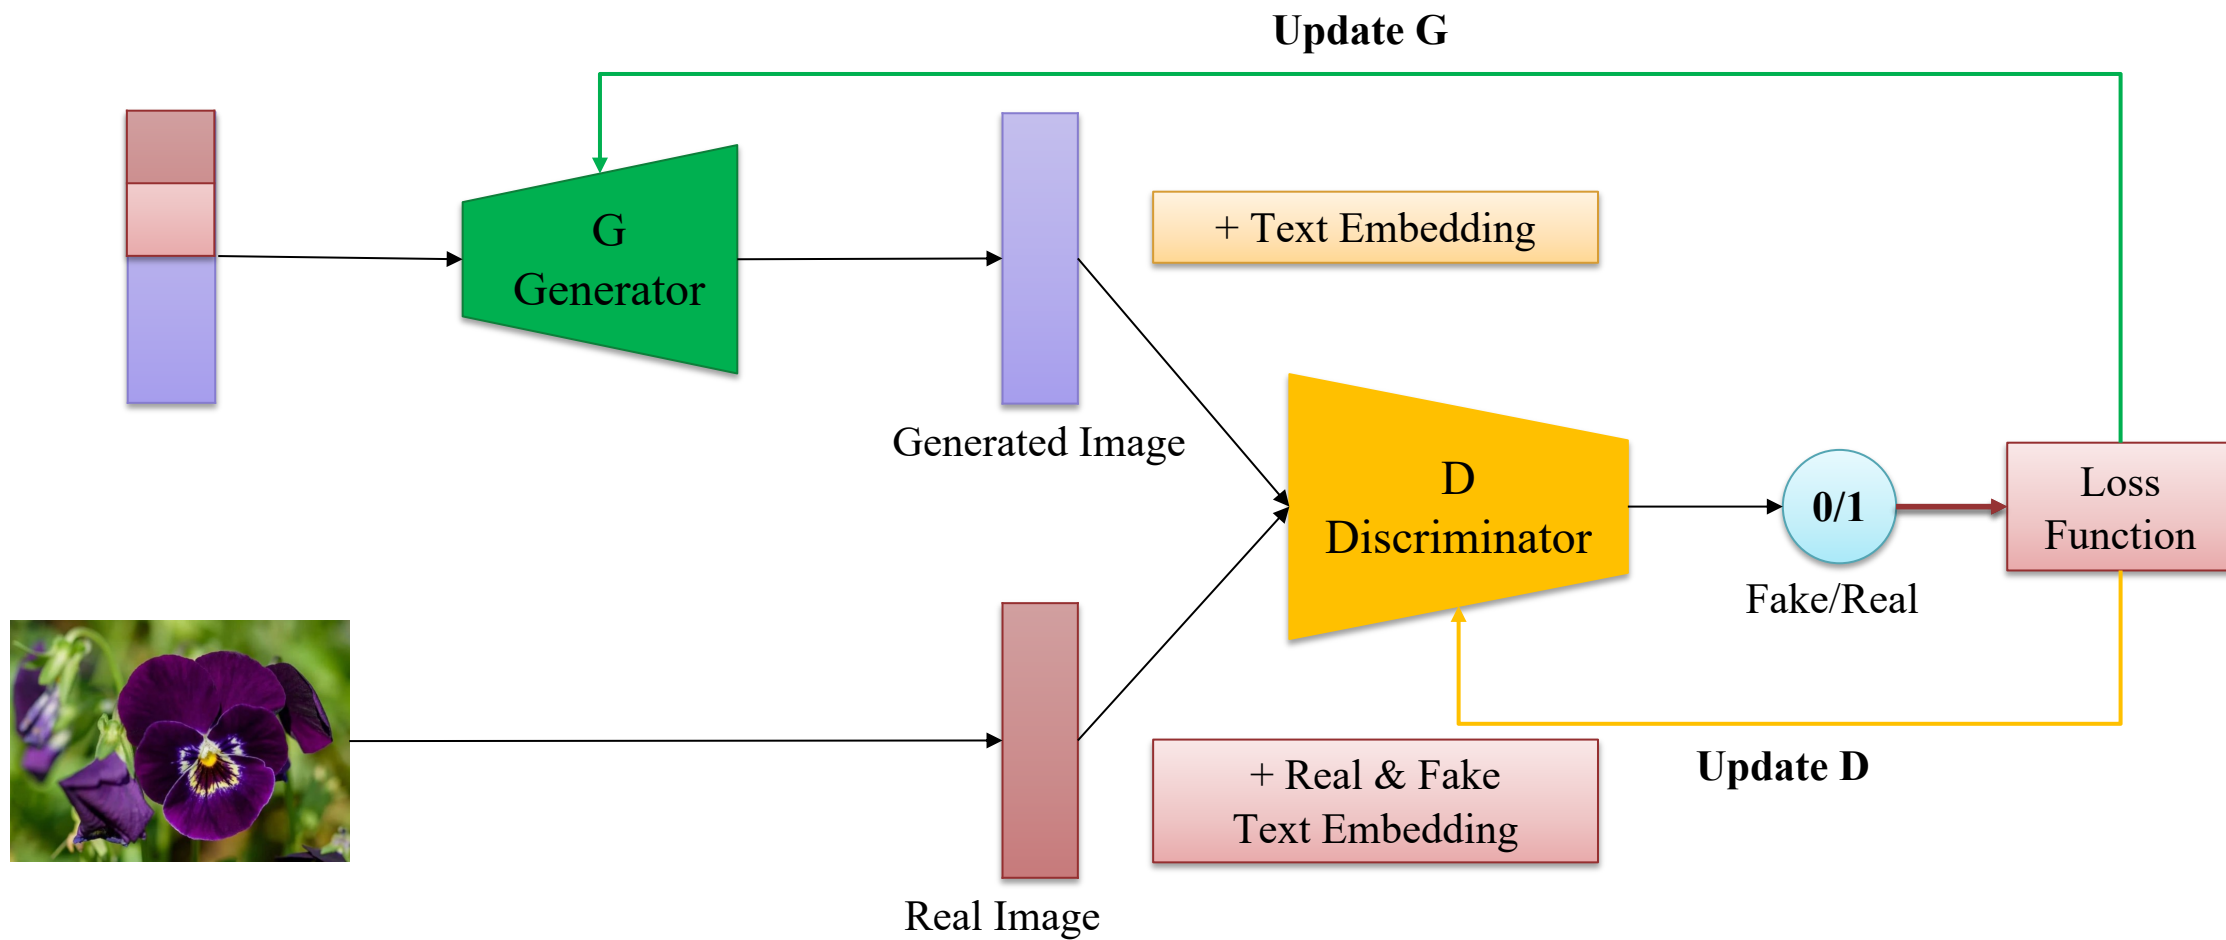 Update G
G
Generator
+ Text Embedding
Generated Image
D
Discriminator
0/1
Fake/Real
Loss
Function
Update D
+ Real & Fake
Text Embedding
Real Image